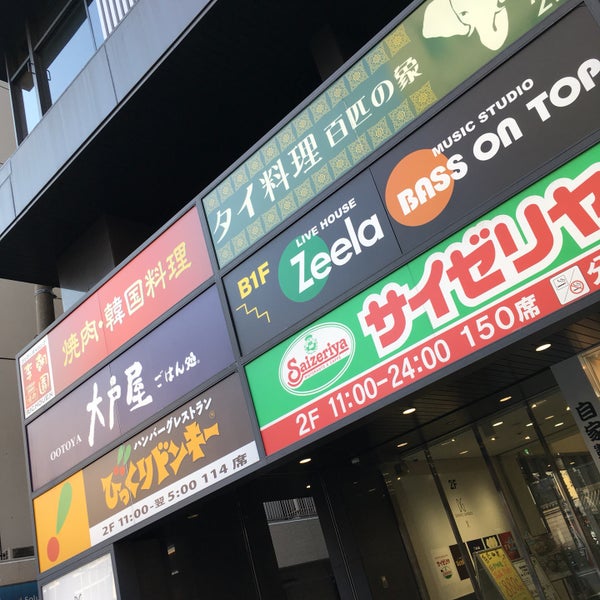 タイ料理 百匹の象
B1F
LIVE HOUSE
Zeela
MUSIC STUDIO
BASS ON TOP
Saizeriya
サイゼリヤ
2F 11:00-24:00 150席
焼肉・韓国料理
OOTOYA 大戸屋 ごはん処
ハンバーグレストラン
びっくりドンキー
2F 11:00-翌5:00 114席
2F
自家